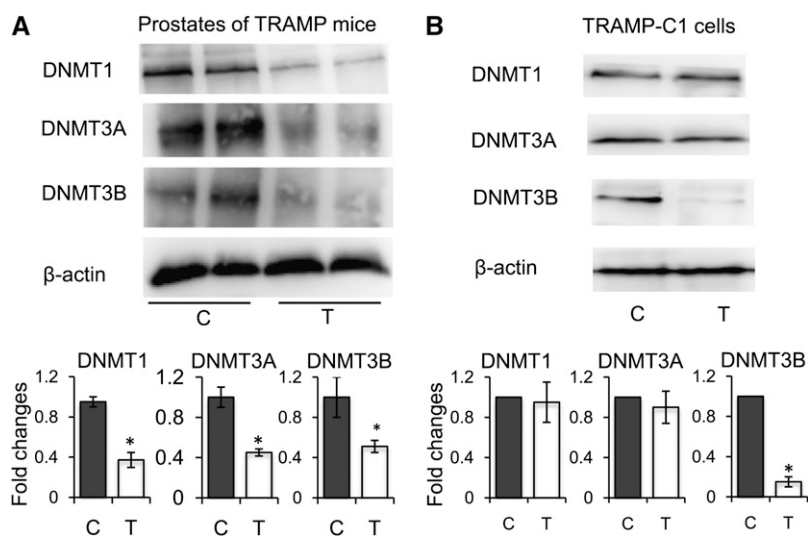 A
Prostates of TRAMP mice
DNMT1
DNMT3A
DNMT3B
β-actin
C T
DNMT1 DNMT3A DNMT3B
Fold changes
1.2 1.2 1.2
0.8 0.8 0.8
0.4 0.4 0.4
0 0 0
* * *
C T C T C T
B
TRAMP-C1 cells
DNMT1
DNMT3A
DNMT3B
β-actin
C T
DNMT1 DNMT3A DNMT3B
Fold changes
1.2 1.2 1.2
0.8 0.8 0.8
0.4 0.4 0.4
0 0 0
*
C T C T C T